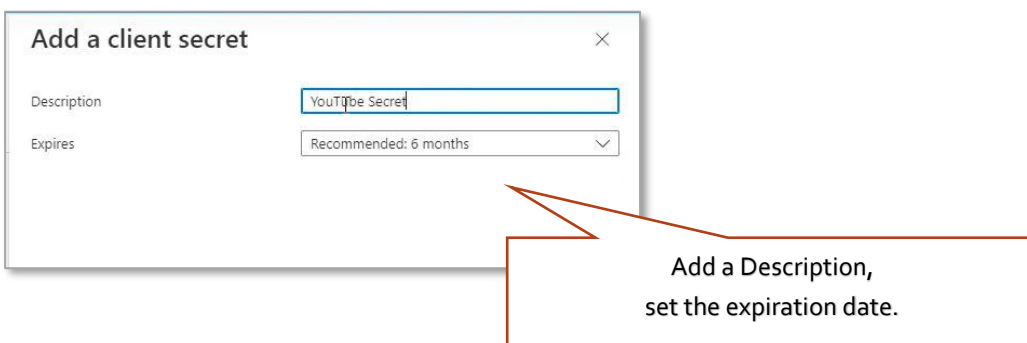 Add a client secret
Description
YouTube Secret
Expires
Recommended: 6 months
Add a Description,
set the expiration date.